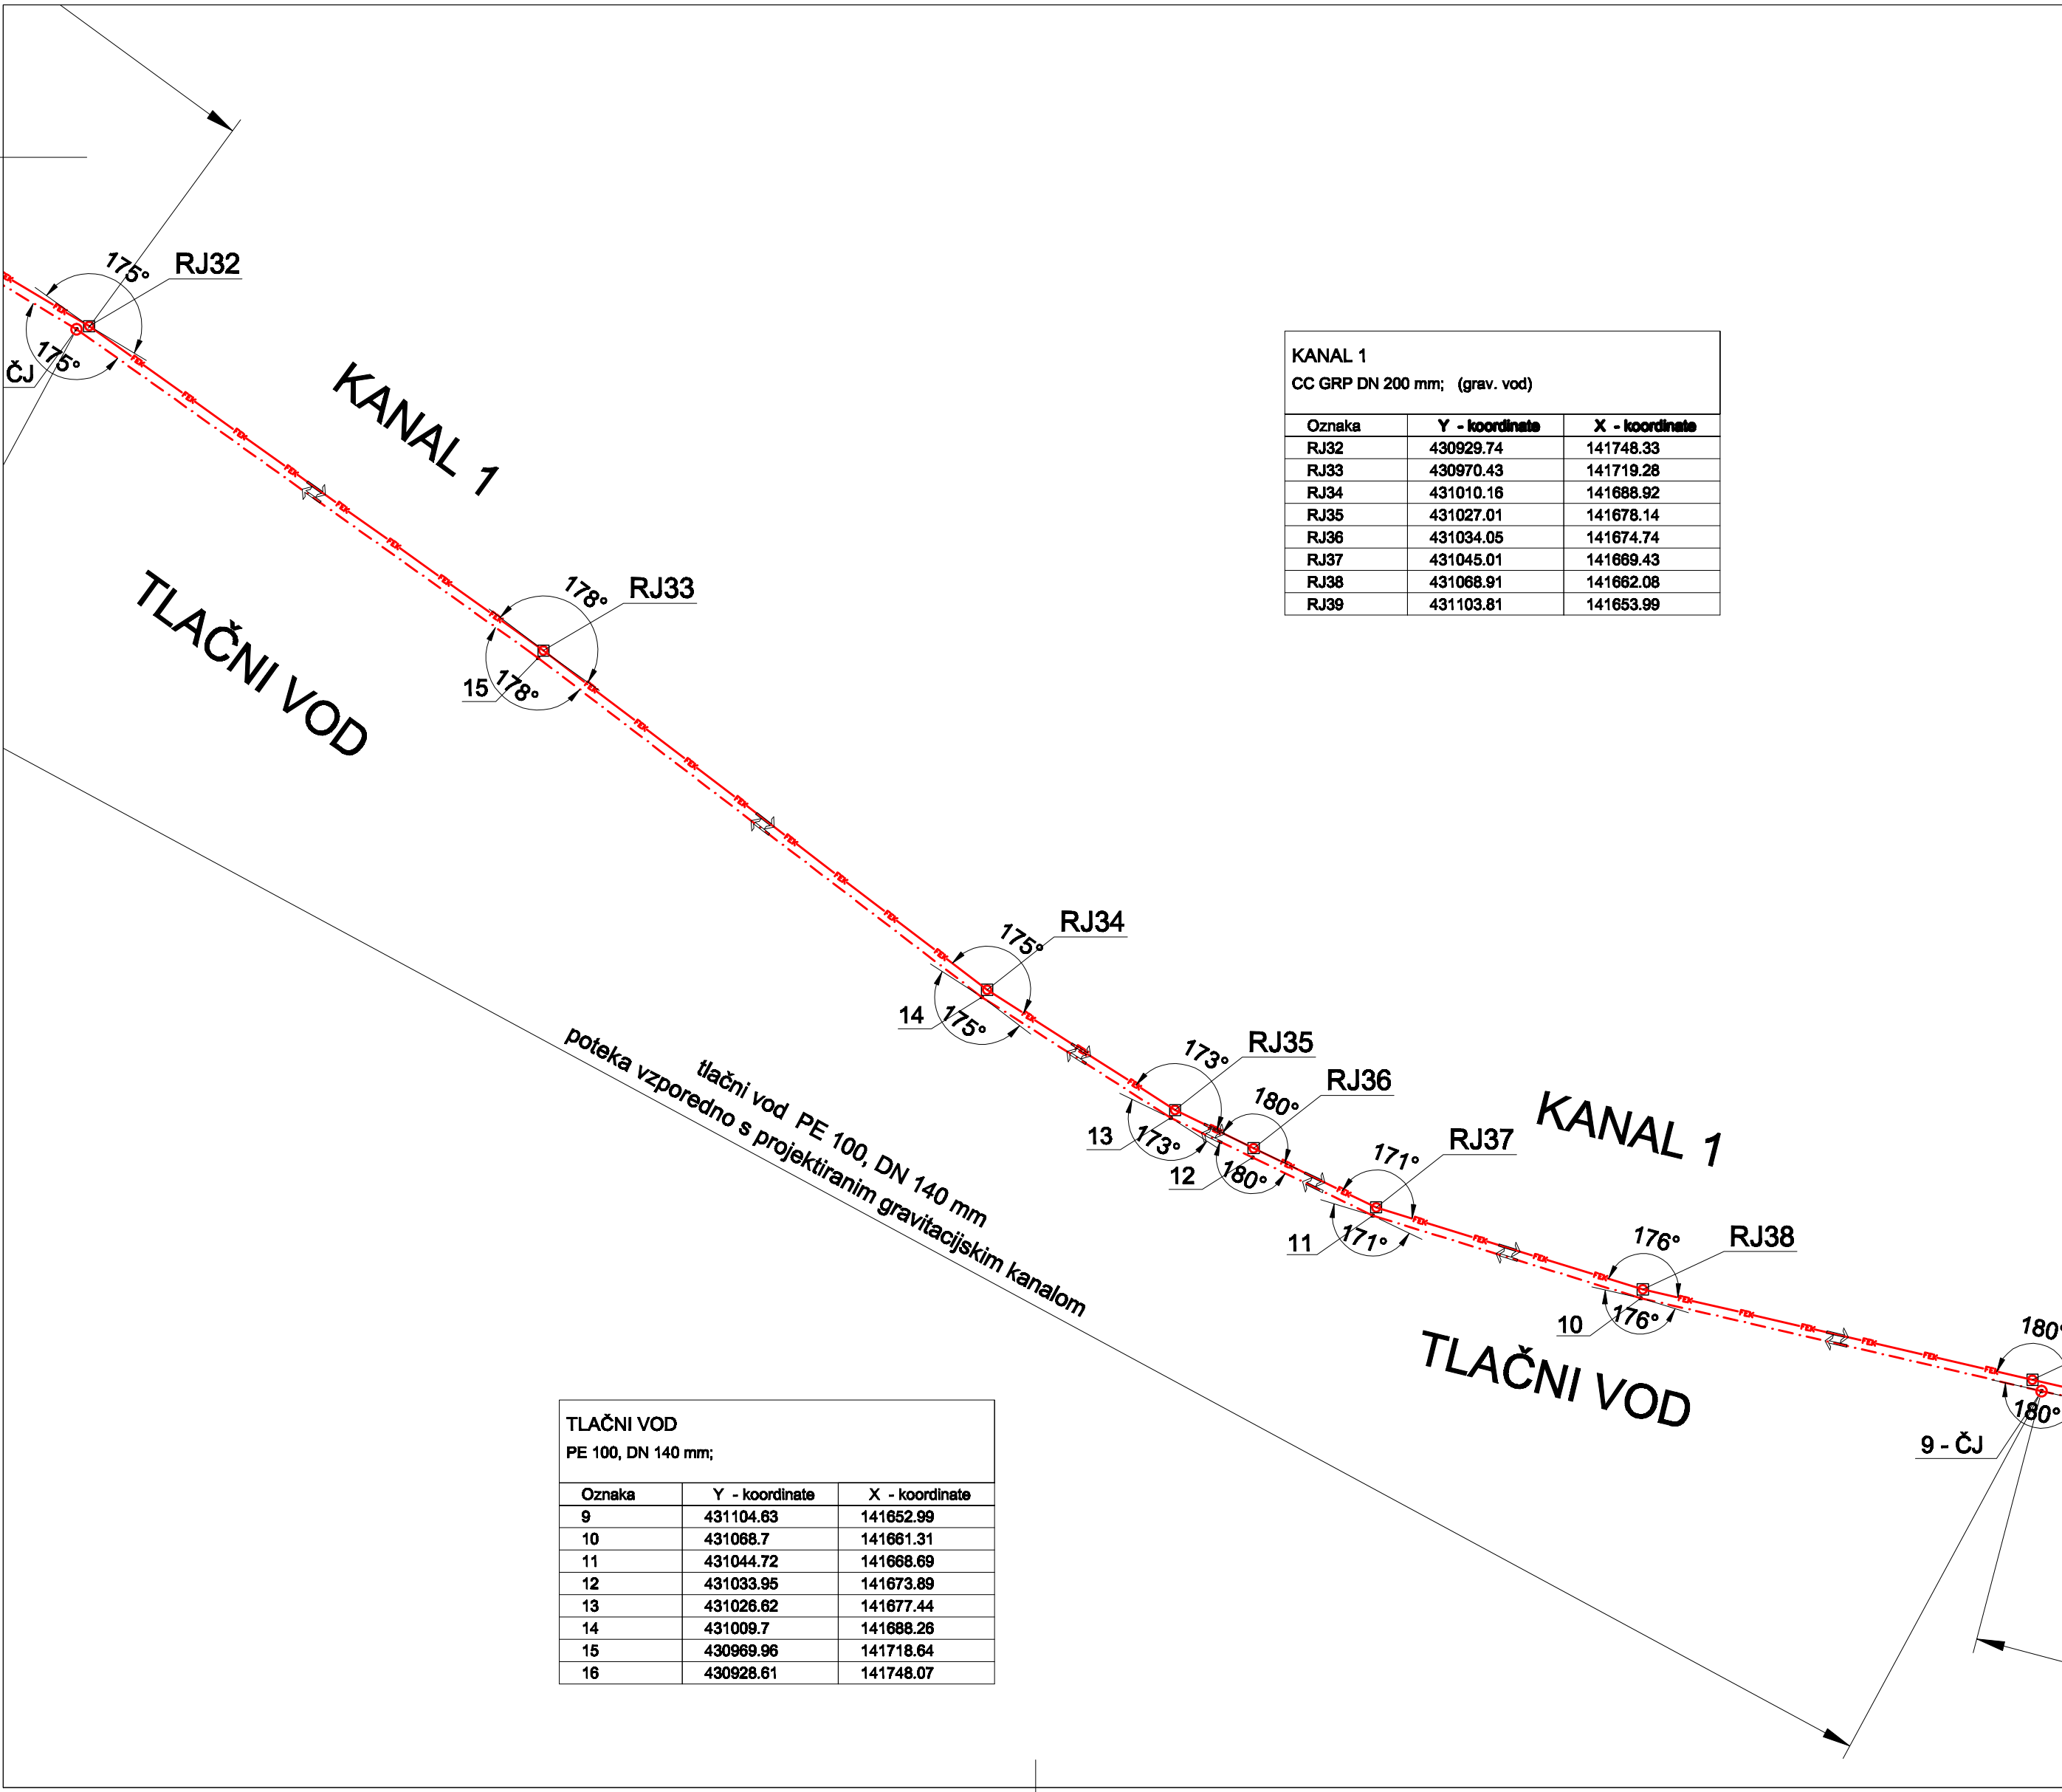 175°
RJ32
175°
ČJ
KANAL 1
TLAČNI VOD
KANAL 1
CC GRP DN 200 mm; (grav. vod)
Oznaka Y - koordinate X - koordinate
RJ32 430929.74 141748.33
RJ33 430970.43 141719.28
RJ34 431010.16 141688.92
RJ35 431027.01 141678.14
RJ36 431034.05 141674.74
RJ37 431045.01 141669.43
RJ38 431068.91 141662.08
RJ39 431103.81 141653.99
178°
RJ33
15
178°
175°
RJ34
14
175°
173°
RJ35
13
173°
180°
RJ36
12
180°
171°
RJ37
11
171°
KANAL 1
176°
RJ38
10
176°
TLAČNI VOD
180°
180°
9 - ČJ
tlačni vod PE 100, DN 140 mm
poteka vzporedno s projektiranim gravitacijskim kanalom
TLAČNI VOD
PE 100, DN 140 mm;
Oznaka Y - koordinate X - koordinate
9 431104.63 141652.99
10 431068.7 141661.31
11 431044.72 141668.69
12 431033.95 141673.89
13 431026.62 141677.44
14 431009.7 141688.26
15 430969.96 141718.64
16 430928.61 141748.07